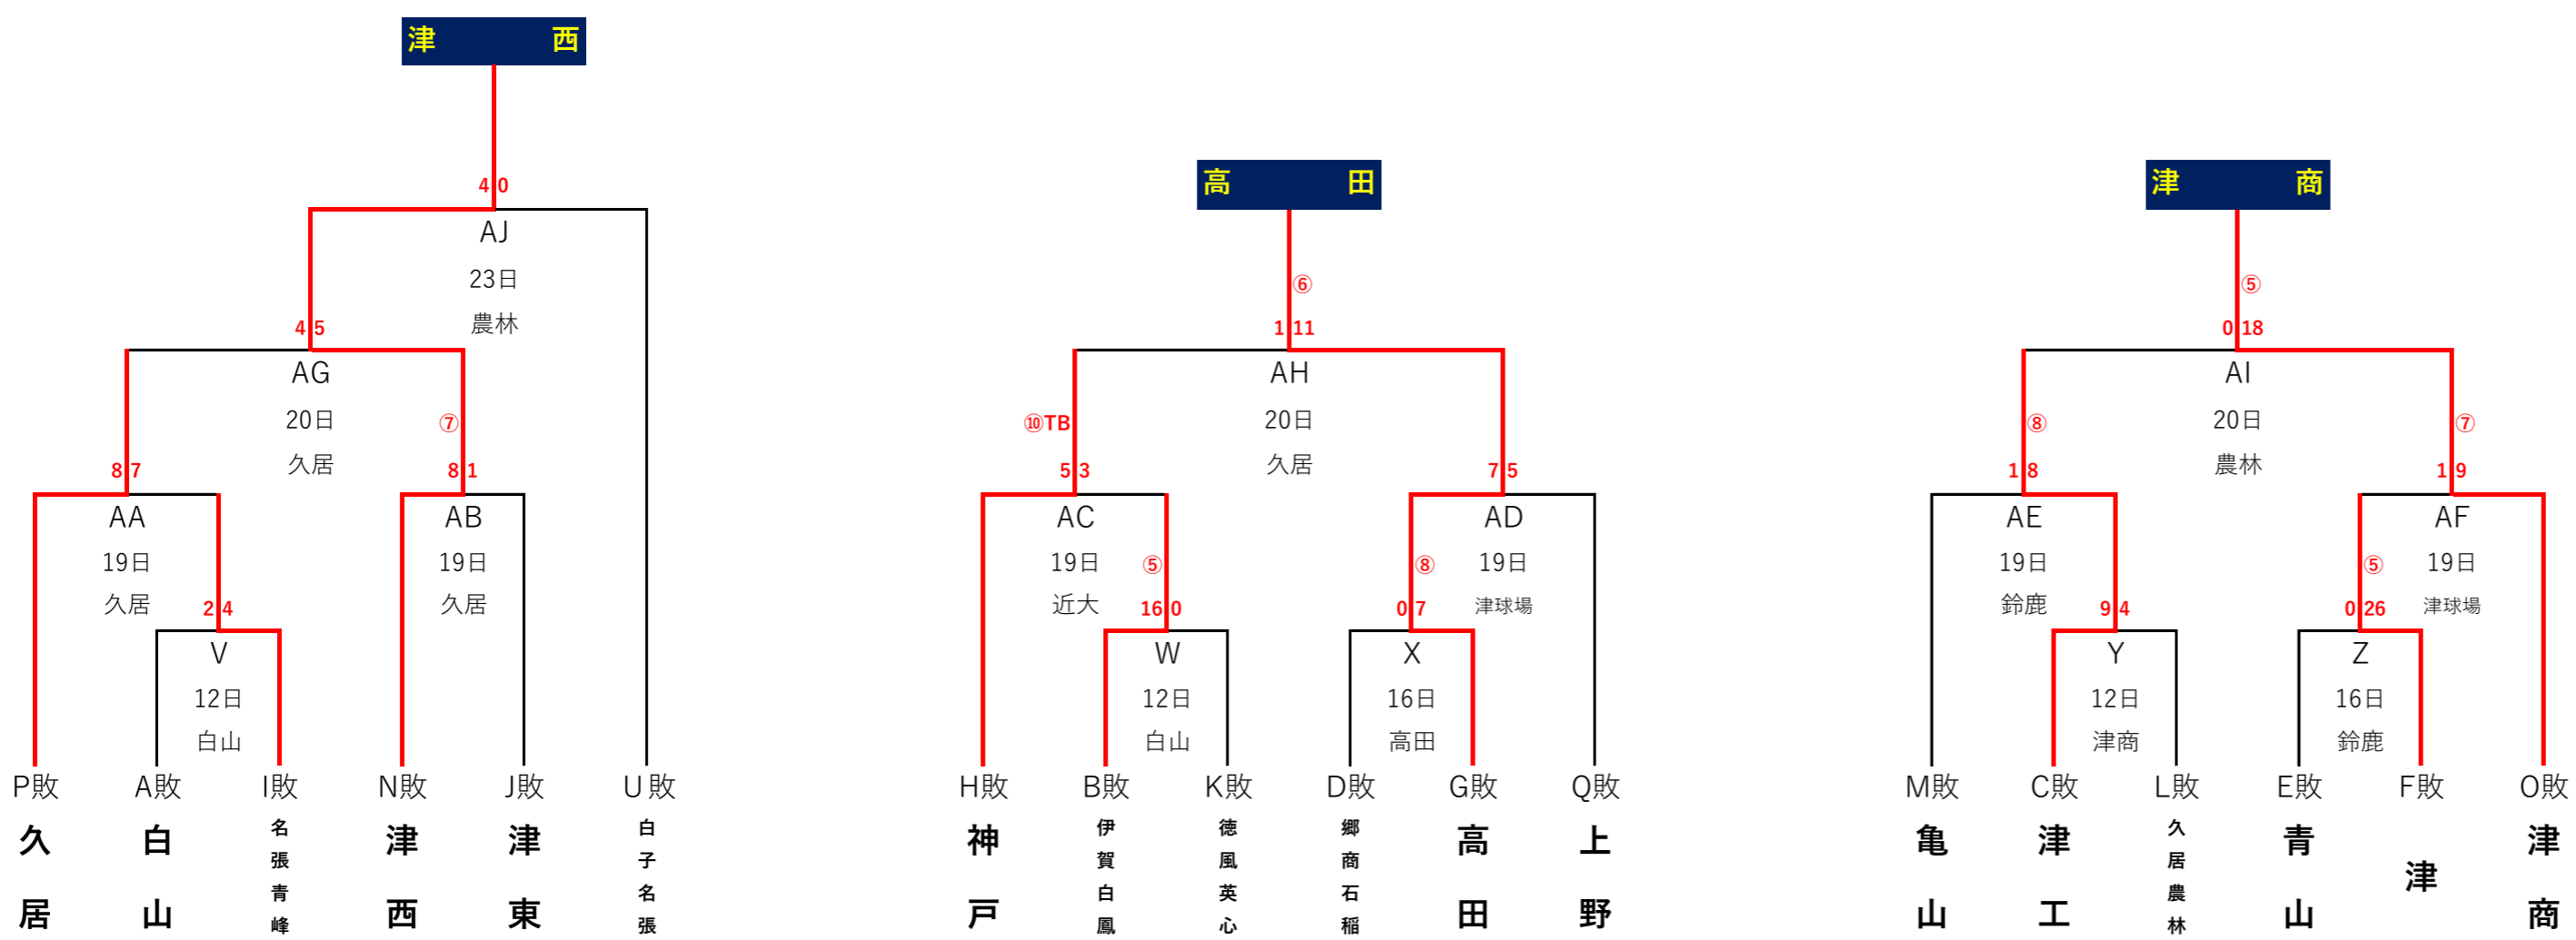 津 西
高 田
津 商
4 0
AJ
23日
農林
⑥
⑤
4 5
1 11
0 18
AG
AH
AI
20日
20日
20日
久居
久居
農林
⑦
⑩TB
⑧
⑦
8 7
8 1
5 3
7 5
1 8
1 9
AA
AB
AC
AD
AE
AF
19日
19日
19日
19日
19日
19日
久居
久居
近大
津球場
鈴鹿
津球場
⑤
⑧
⑤
2 4
16 0
0 7
9 4
0 26
V
W
X
Y
Z
12日
12日
16日
12日
16日
白山
白山
高田
津商
鈴鹿
P敗
A敗
I敗
N敗
J敗
U敗
H敗
B敗
K敗
D敗
G敗
Q敗
M敗
C敗
L敗
E敗
F敗
O敗
久居
白山
名張青峰
津西
津東
白子名張
神戸
伊賀白鳳
徳風英心
郷商石稲
高田
上野
亀山
津工
久居農林
青山
津
津商